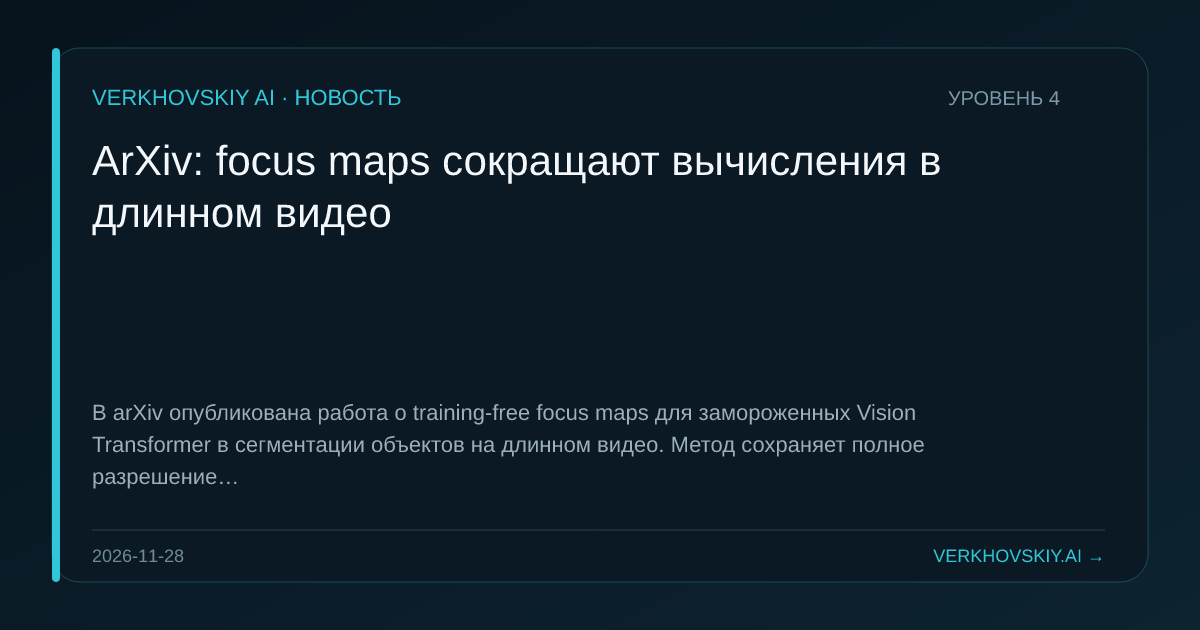 VERKHOVSKIY AI · НОВОСТЬ
УРОВЕНЬ 4
ArXiv: focus maps сокращают вычисления в
длинном видео
В arXiv опубликована работа о training-free focus maps для замороженных Vision
Transformer в сегментации объектов на длинном видео. Метод сохраняет полное
разрешение…
2026-11-28
VERKHOVSKIY.AI →